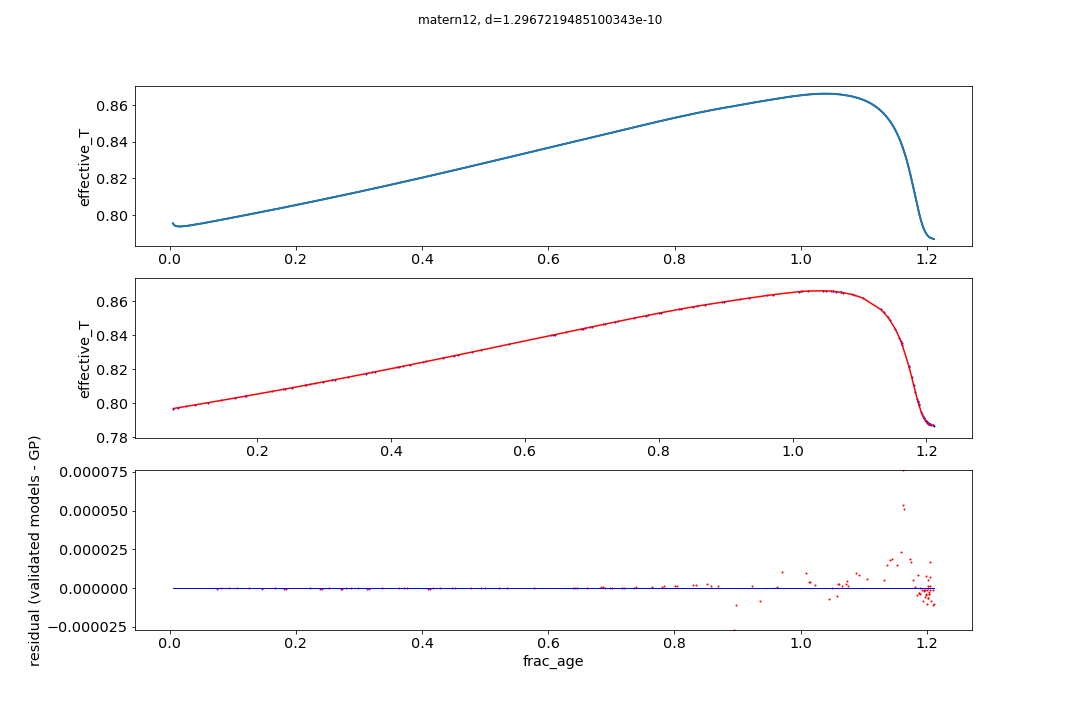 matern12, d=1.2967219485100343e-10
effective_T
0.86
0.84
0.82
0.80
0.0 0.2 0.4 0.6 0.8 1.0 1.2
effective_T
0.86
0.84
0.82
0.80
0.78
0.2 0.4 0.6 0.8 1.0 1.2
residual (validated models - GP)
0.000075
0.000050
0.000025
0.000000
−0.000025
0.0 0.2 0.4 0.6 0.8 1.0 1.2
frac_age